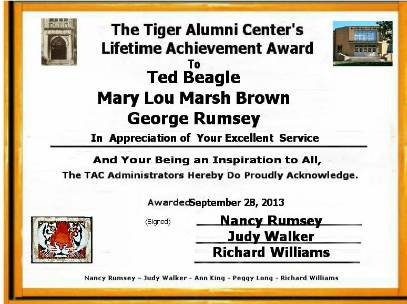 The Tiger Alumni Center's
Lifetime Achievement Award
To
Ted Beagle
Mary Lou Marsh Brown
George Rumsey
In Appreciation of Your Excellent Service
And Your Being an Inspiration to All,
The TAC Administrators Hereby Do Proudly Acknowledge.
Awarded September 28, 2013
(Signed) Nancy Rumsey
Judy Walker
Richard Williams
Nancy Rumsey - Judy Walker - Ann King - Peggy Long - Richard Williams